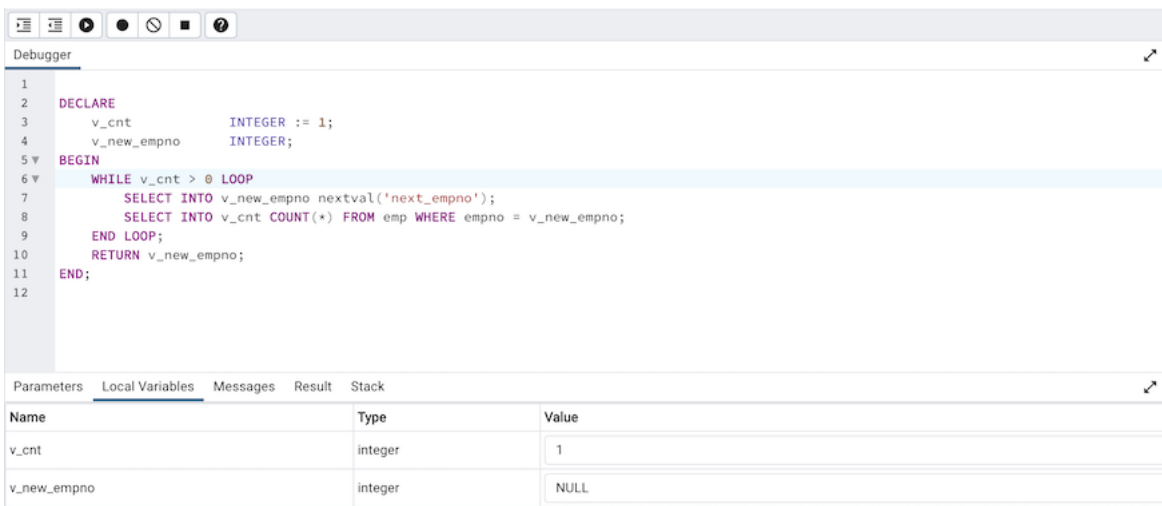 Debugger
1
2 DECLARE
3 v_cnt INTEGER := 1;
4 v_new_empno INTEGER;
5 BEGIN
6 WHILE v_cnt > 0 LOOP
7 SELECT INTO v_new_empno nextval('next_empno');
8 SELECT INTO v_cnt COUNT(*) FROM emp WHERE empno = v_new_empno;
9 END LOOP;
10 RETURN v_new_empno;
11 END;
12
Parameters Local Variables Messages Result Stack
Name Type Value
v_cnt integer 1
v_new_empno integer NULL